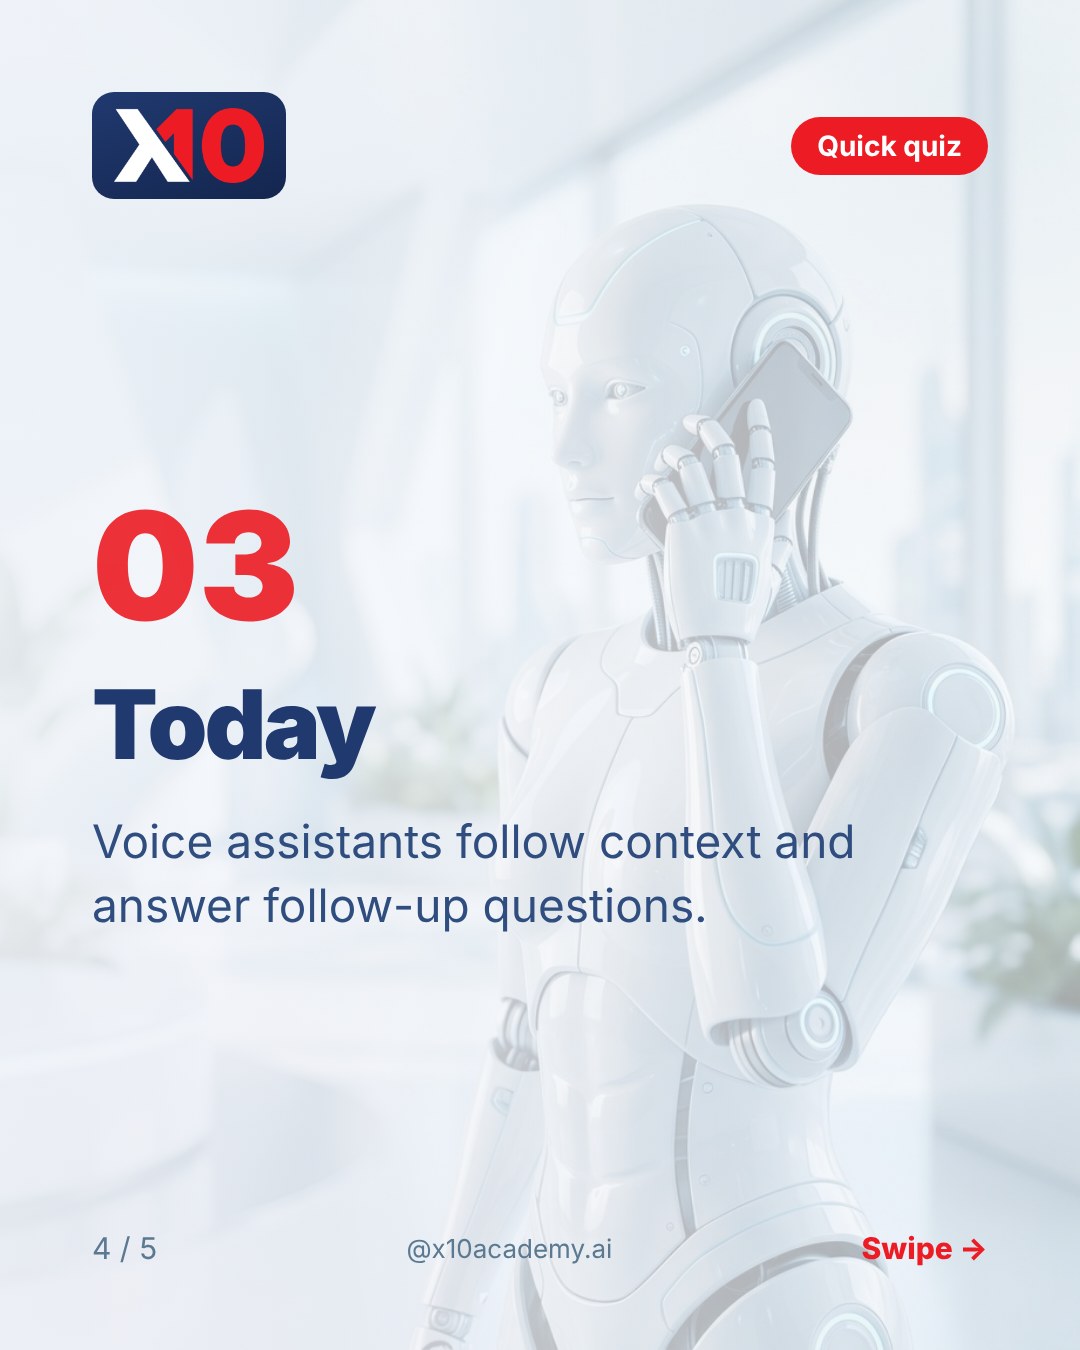 X10
Quick quiz
03
Today
Voice assistants follow context and
answer follow-up questions.
4 / 5
@x10academy.ai
Swipe →